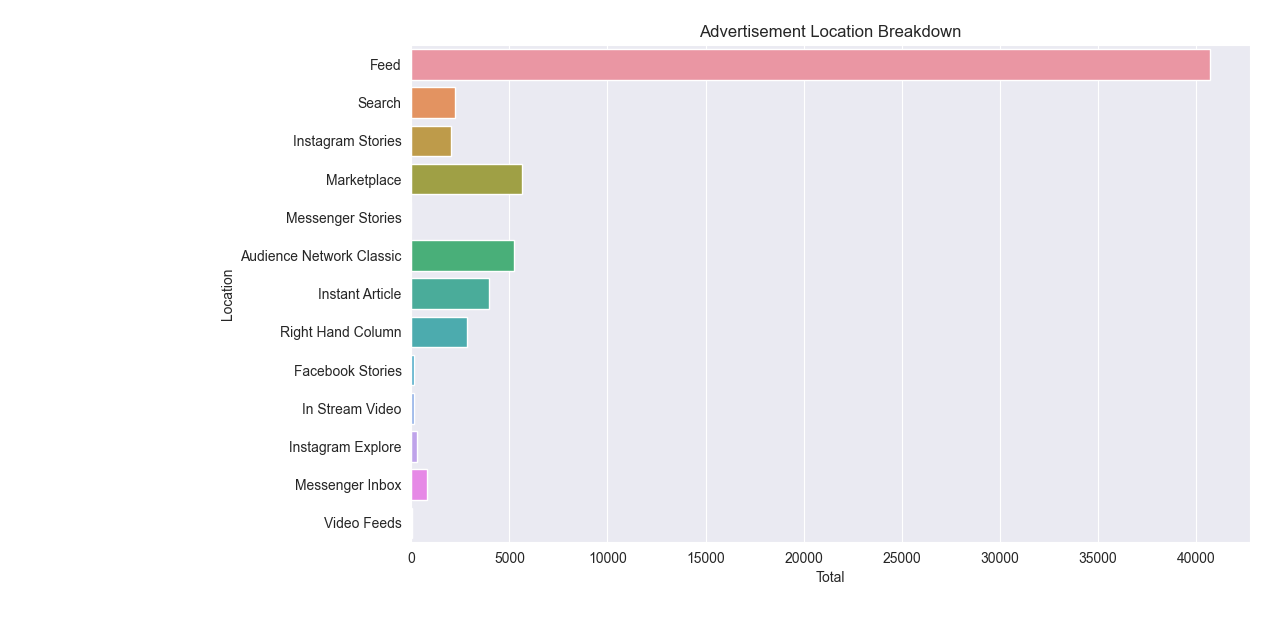 Advertisement Location Breakdown
Feed
Search
Instagram Stories
Marketplace
Messenger Stories
Audience Network Classic
Instant Article
Right Hand Column
Facebook Stories
In Stream Video
Instagram Explore
Messenger Inbox
Video Feeds
Location
0 5000 10000 15000 20000 25000 30000 35000 40000
Total